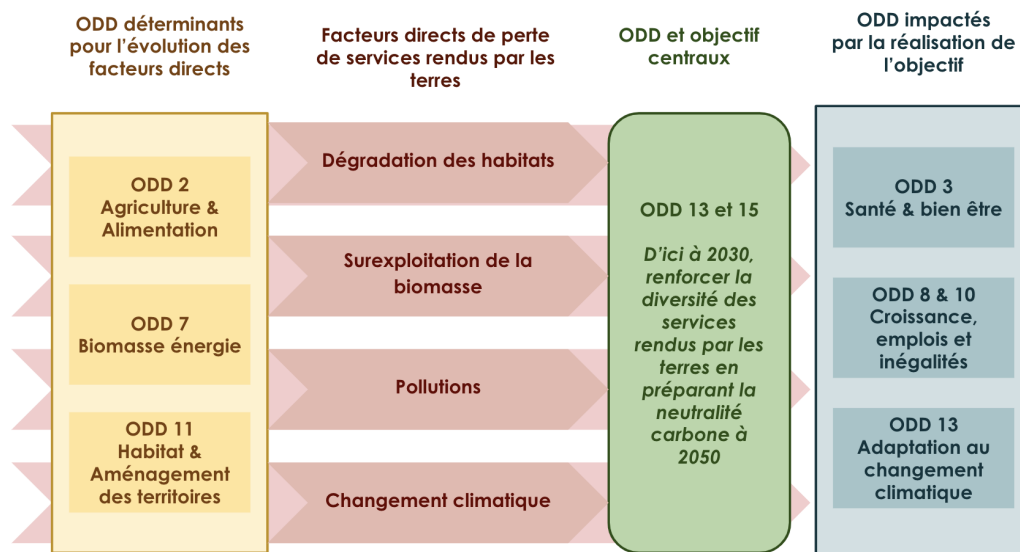 ODD déterminants
pour l’évolution des
facteurs directs
Facteurs directs de perte
de services rendus par les
terres
ODD et objectif
centraux
ODD impactés
par la réalisation de
l’objectif
ODD 2
Agriculture &
Alimentation
ODD 7
Biomasse énergie
ODD 11
Habitat &
Aménagement
des territoires
Dégradation des habitats
Surexploitation de la
biomasse
Pollutions
Changement climatique
ODD 13 et 15
D’ici à 2030,
renforcer la
diversité des
services
rendus par les
terres en
préparant la
neutralité
carbone à
2050
ODD 3
Santé & bien être
ODD 8 & 10
Croissance,
emplois et
inégalités
ODD 13
Adaptation au
changement
climatique